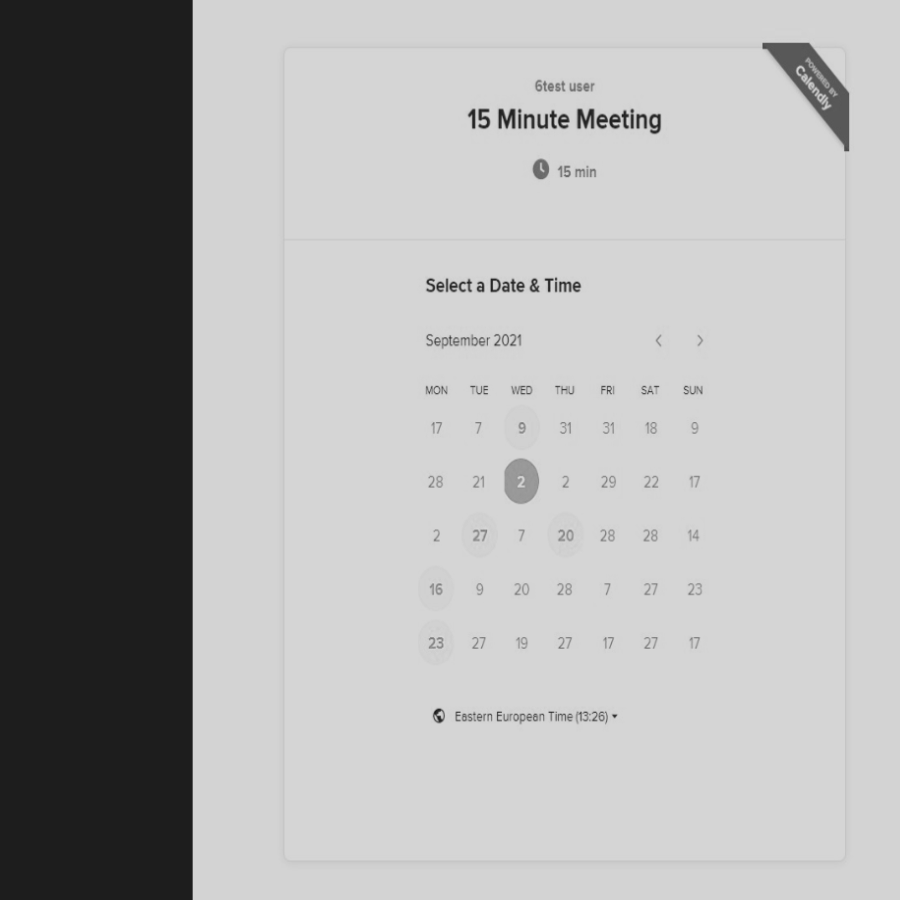 POWERED BY
Calendly
6test user
15 Minute Meeting
15 min
Select a Date & Time
September 2021
MON TUE WED THU FRI SAT SUN
17 7 9 31 31 18 9
28 21 2 2 29 22 17
2 27 7 20 28 28 14
16 9 20 28 7 27 23
23 27 19 27 17 27 17
Eastern European Time (13:26)